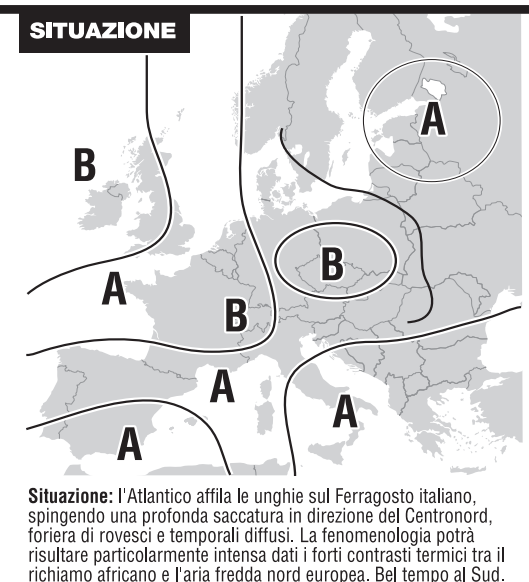 SITUAZIONE
A
B
A
B
B
A
A
A
Situazione: l'Atlantico affila le unghie sul Ferragosto italiano,
spingendo una profonda saccatura in direzione del Centronord,
foriera di rovesci e temporali diffusi. La fenomenologia potrà
risultare particolarmente intensa dati i forti contrasti termici tra il
richiamo africano e l'aria fredda nord europea. Bel tempo al Sud.